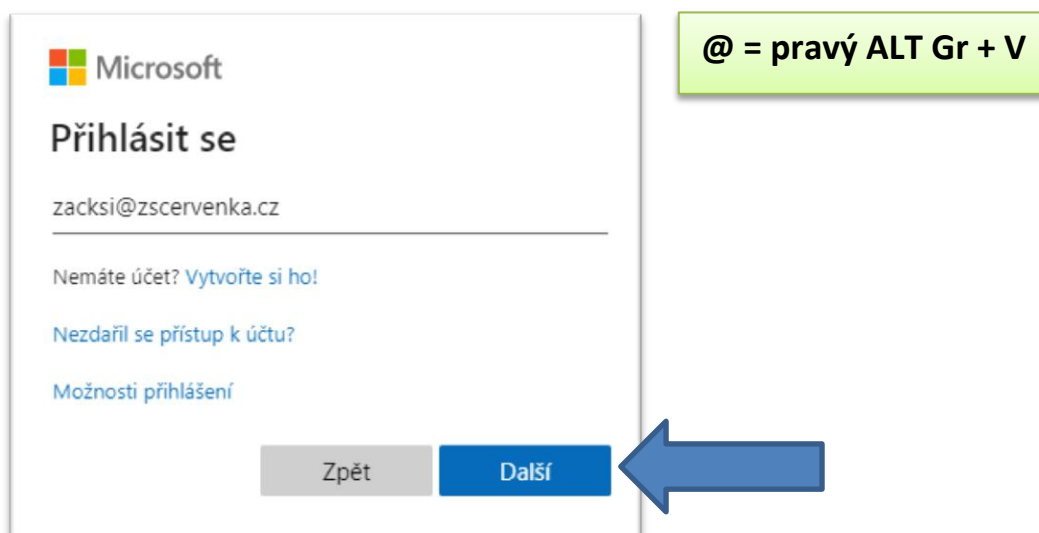 Microsoft
@ = pravý ALT Gr + V
Přihlásit se
zacksi@zscervenka.cz
Nemáte účet? Vytvořte si ho!
Nezdařil se přístup k účtu?
Možnosti přihlášení
Zpět
Další